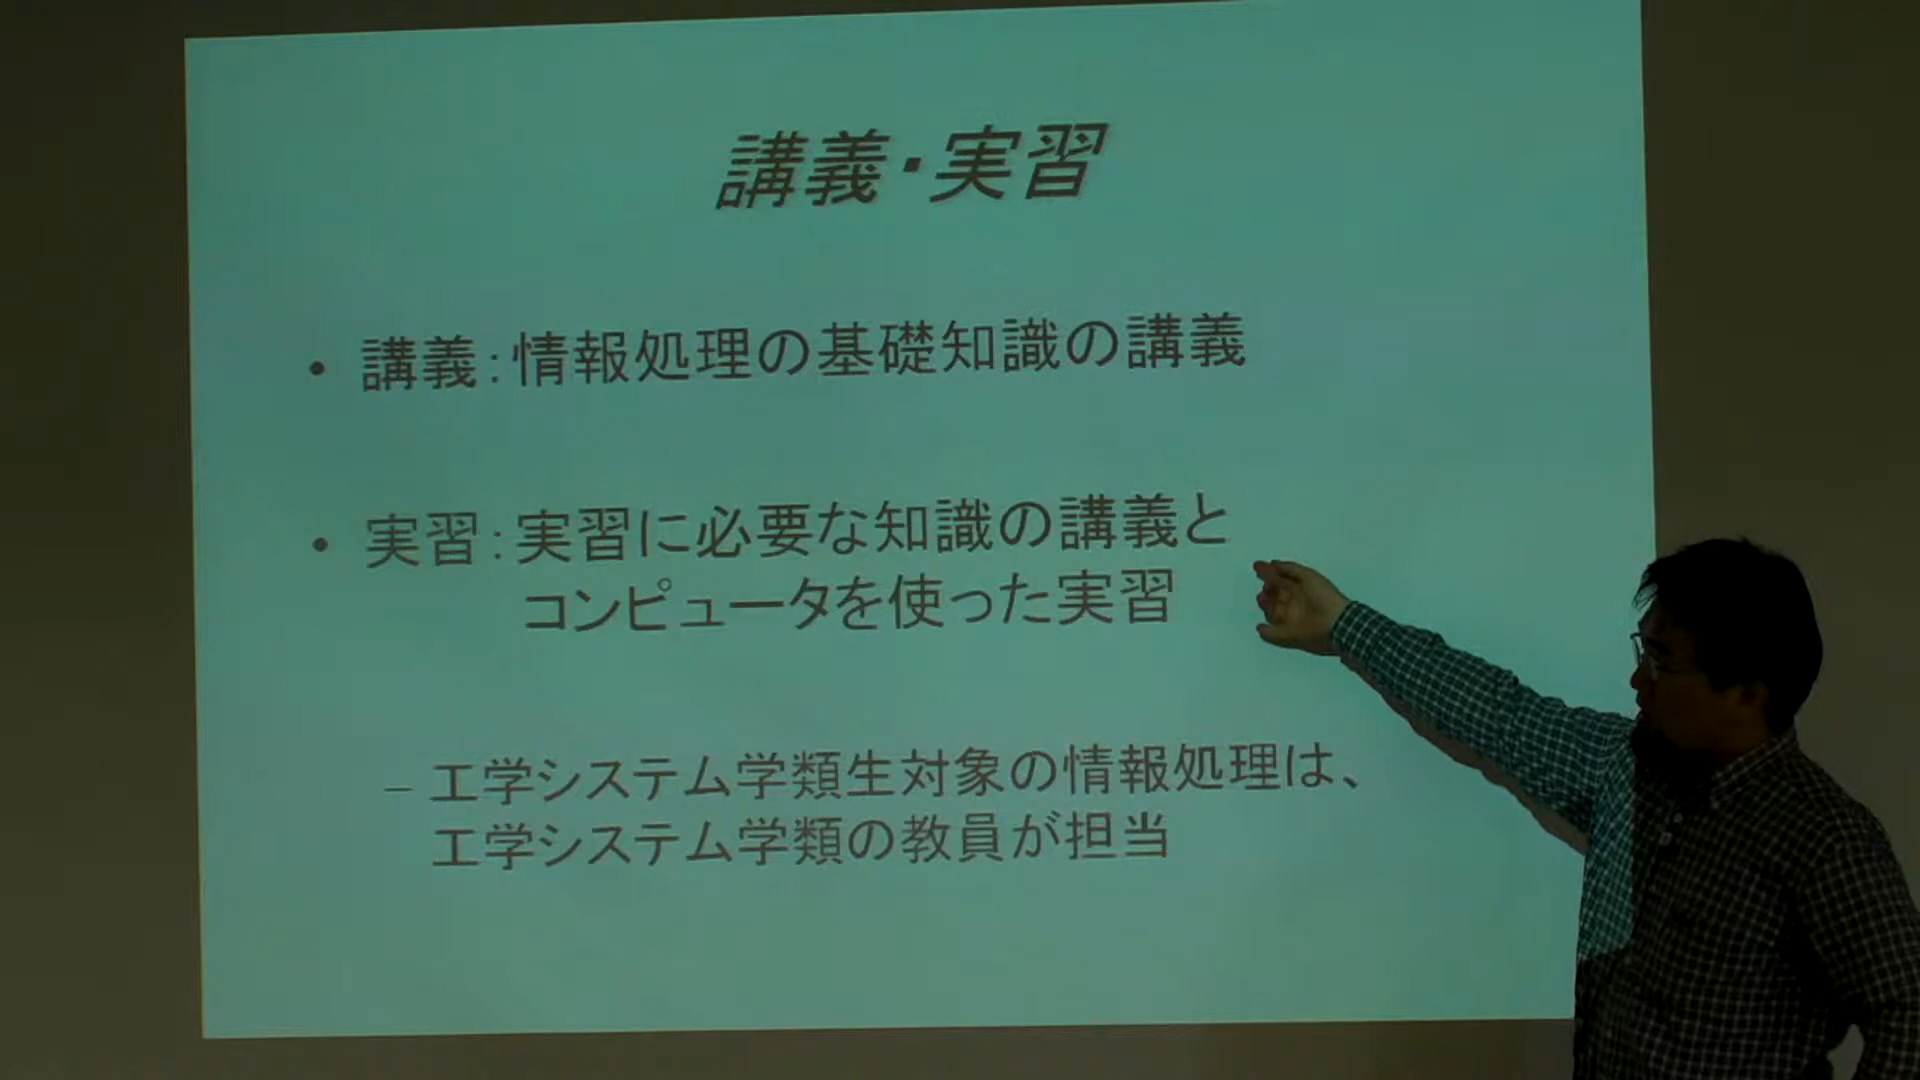 講義・実習
• 講義：情報処理の基礎知識の講義
• 実習：実習に必要な知識の講義と
コンピュータを使った実習
– 工学システム学類生対象の情報処理は、
工学システム学類の教員が担当